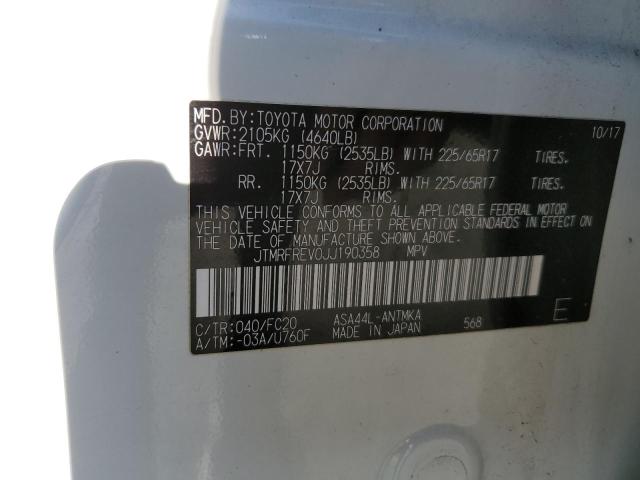 MFD. BY: TOYOTA MOTOR CORPORATION 10/17
GVWR: 2105KG (4640LB)
GAWR: FRT. 1150KG (2535LB) WITH 225/65R17 TIRES.
17X7J RIMS.
RR. 1150KG (2535LB) WITH 225/65R17 TIRES.
17X7J RIMS.
THIS VEHICLE CONFORMS TO ALL APPLICABLE FEDERAL MOTOR
VEHICLE SAFETY AND THEFT PREVENTION STANDARDS IN EFFECT ON
THE DATE OF MANUFACTURE SHOWN ABOVE.
JTMRFREV0JJ190358 MPV
C/TR: 040/FC20 ASA44L-ANTMKA
A/TM: -03A/U760F MADE IN JAPAN 568 E